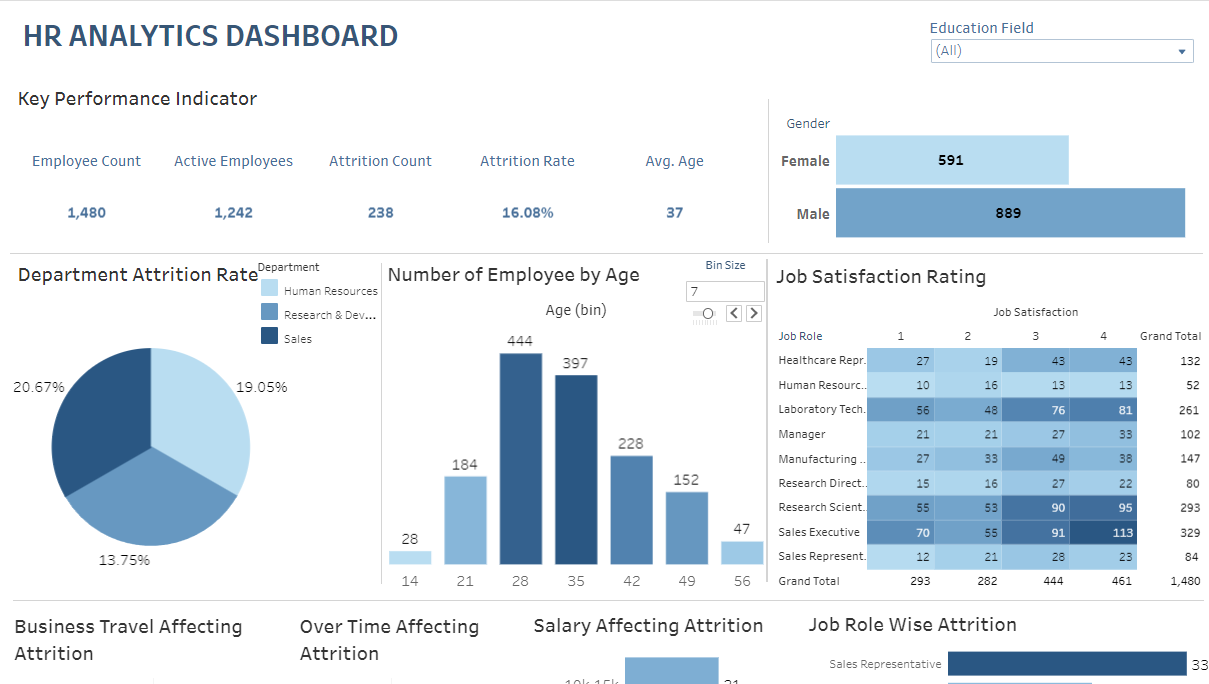 HR ANALYTICS DASHBOARD
Education Field
(All)
Key Performance Indicator
Employee Count Active Employees Attrition Count Attrition Rate Avg. Age
1,480 1,242 238 16.08% 37
Gender
Female 591
Male 889
Department Attrition Rate
Department
Human Resources
Research & Dev...
Sales
20.67% 19.05%
13.75%
Number of Employee by Age
Bin Size
7
Age (bin)
444
397
228
184
152
47
28
14 21 28 35 42 49 56
Job Satisfaction Rating
Job Satisfaction
Job Role 1 2 3 4 Grand Total
Healthcare Repr.. 27 19 43 43 132
Human Resourc.. 10 16 13 13 52
Laboratory Tech.. 56 48 76 81 261
Manager 21 21 27 33 102
Manufacturing .. 27 33 49 38 147
Research Direct.. 15 16 27 22 80
Research Scient.. 55 53 90 95 293
Sales Executive 70 55 91 113 329
Sales Represent.. 12 21 28 23 84
Grand Total 293 282 444 461 1,480
Business Travel Affecting
Attrition
Over Time Affecting
Attrition
Salary Affecting Attrition
Job Role Wise Attrition
Sales Representative 33